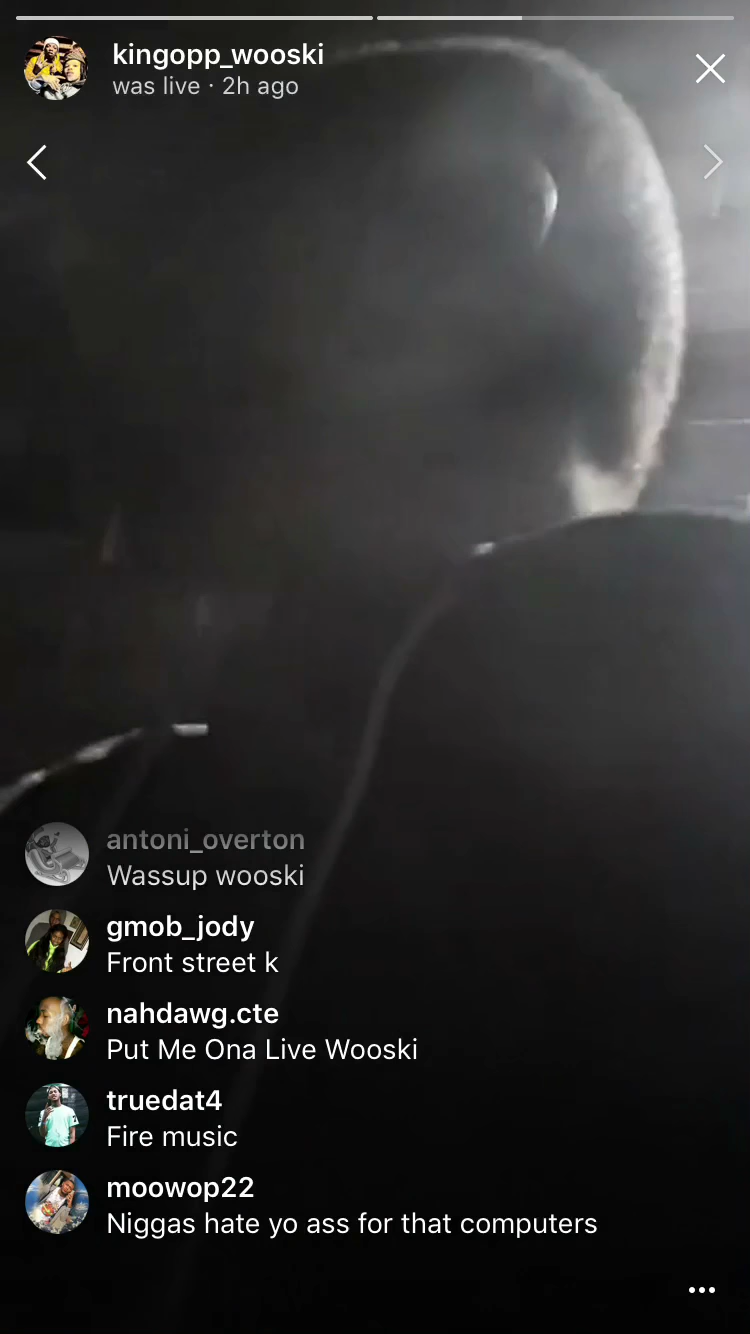 kingopp_wooski
was live · 2h ago
antoni_overton
Wassup wooski
gmob_jody
Front street k
nahdawg.cte
Put Me Ona Live Wooski
truedat4
Fire music
moowop22
Niggas hate yo ass for that computers